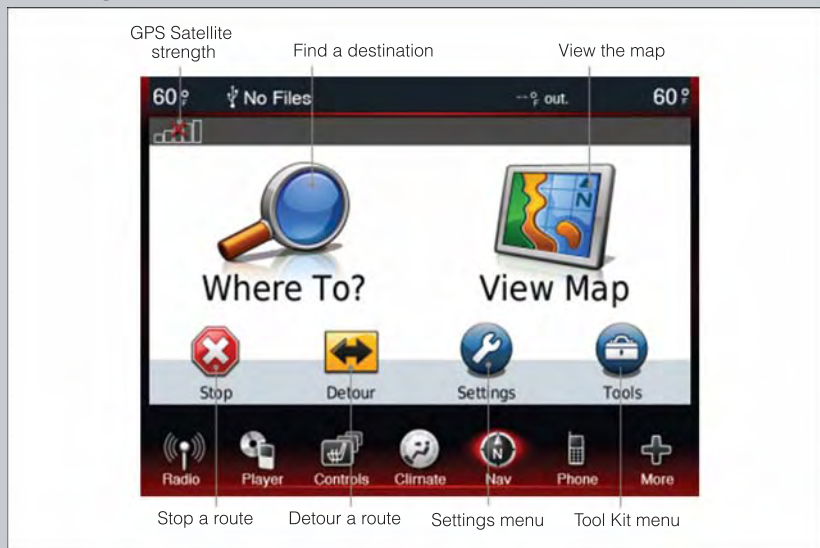 GPS Satellite
strength
Find a destination
View the map
60 °F
No Files
-- °F out.
60 °F
N
Where To?
View Map
Stop
Detour
Settings
Tools
N
Radio
Player
Controls
Climate
Nav
Phone
More
Stop a route
Detour a route
Settings menu
Tool Kit menu